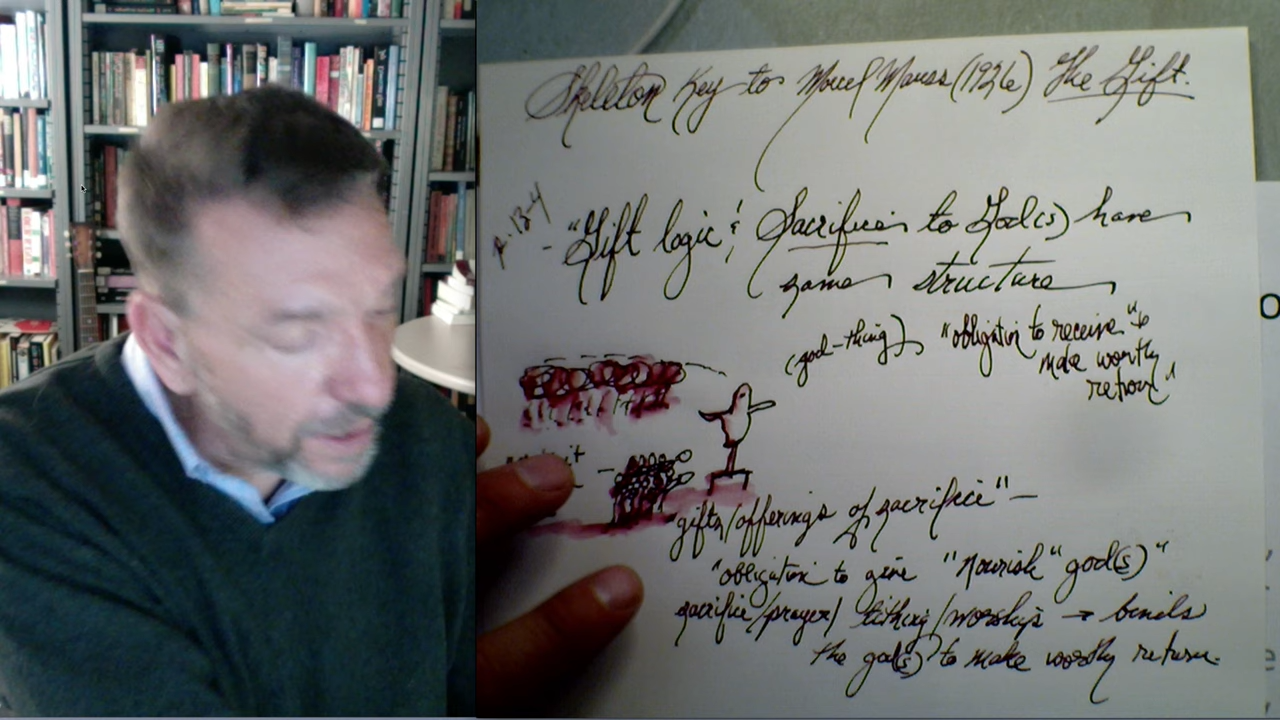 Skeleton Key to Marcel Mauss (1926) The Gift.
p. 13-4
- "Gift logic" & Sacrifice to God(s) have
same structure
(god-thing) "obligation to receive" &
make worthy
return"
gifts/offerings of sacrifice" —
"obligation to give "nourish" god(s)"
sacrifice/prayer/ tithing/worship → binds
the god(s) to make worthy return.